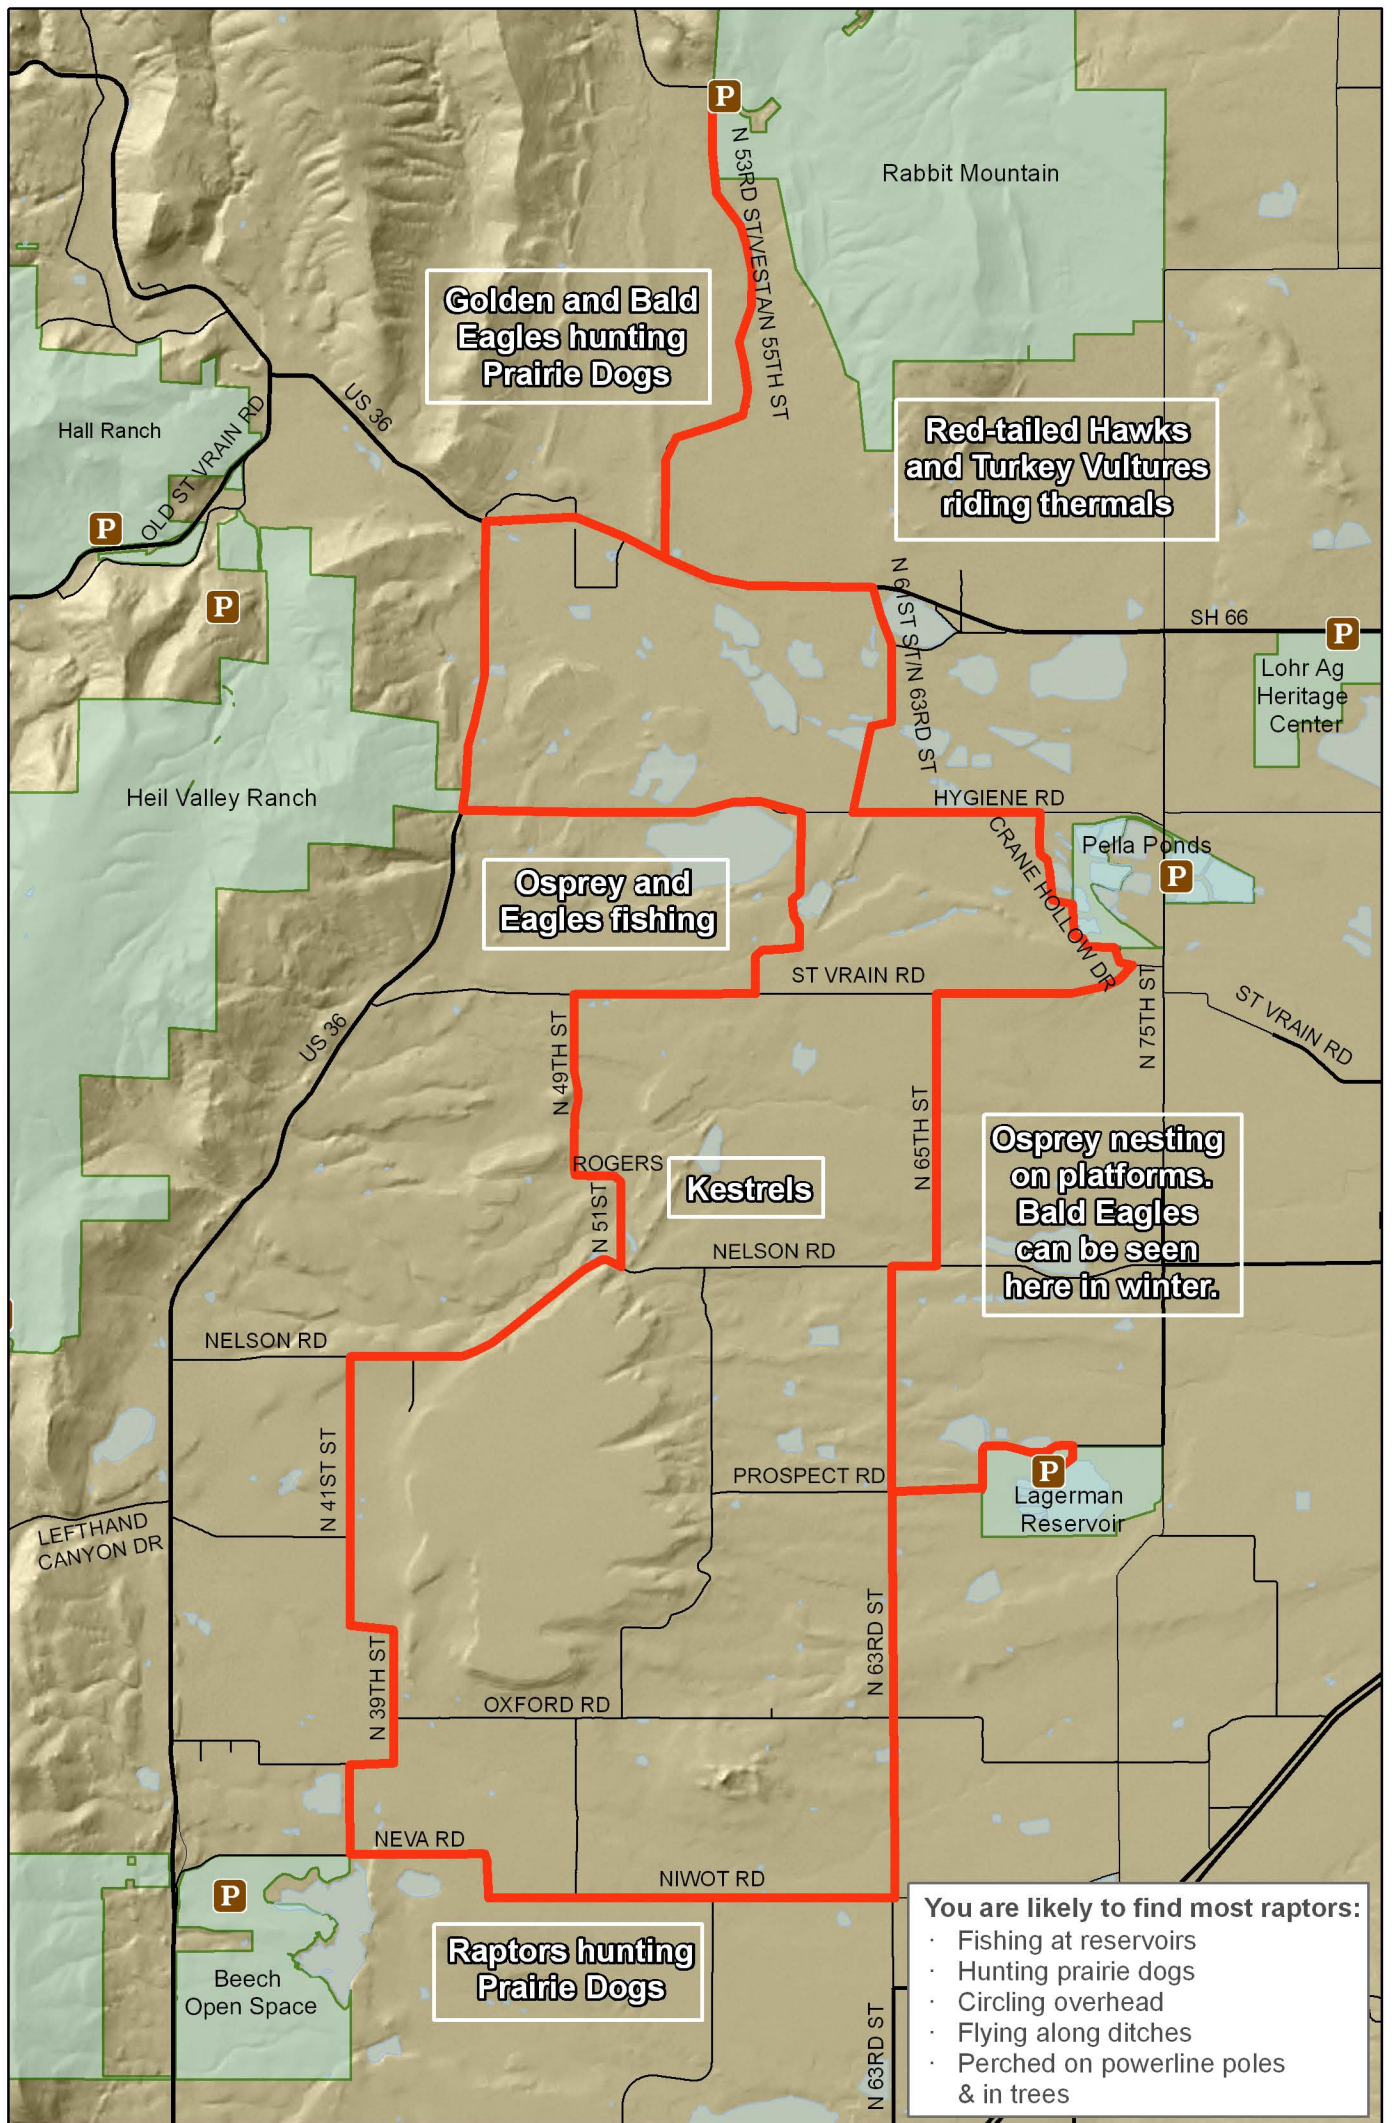 P
N 53RD ST/VESTA/N 55TH ST
Rabbit Mountain
Golden and Bald
Eagles hunting
Prairie Dogs
US 36
Hall Ranch
OLD ST VRAIN RD
P
Red-tailed Hawks
and Turkey Vultures
riding thermals
P
N 61ST ST/N 63RD ST
SH 66
P
Lohr Ag
Heritage
Center
Heil Valley Ranch
HYGIENE RD
CRANE HOLLOW DR
Pella Ponds
P
Osprey and
Eagles fishing
ST VRAIN RD
N 75TH ST
ST VRAIN RD
US 36
N 49TH ST
N 65TH ST
ROGERS
N 51ST
Kestrels
Osprey nesting
on platforms.
Bald Eagles
can be seen
here in winter.
NELSON RD
NELSON RD
N 41ST ST
PROSPECT RD
P
Lagerman
Reservoir
LEFTHAND
CANYON DR
N 63RD ST
N 39TH ST
OXFORD RD
NEVA RD
NIWOT RD
P
Beech
Open Space
Raptors hunting
Prairie Dogs
N 63RD ST
You are likely to find most raptors:
· Fishing at reservoirs
· Hunting prairie dogs
· Circling overhead
· Flying along ditches
· Perched on powerline poles
& in trees